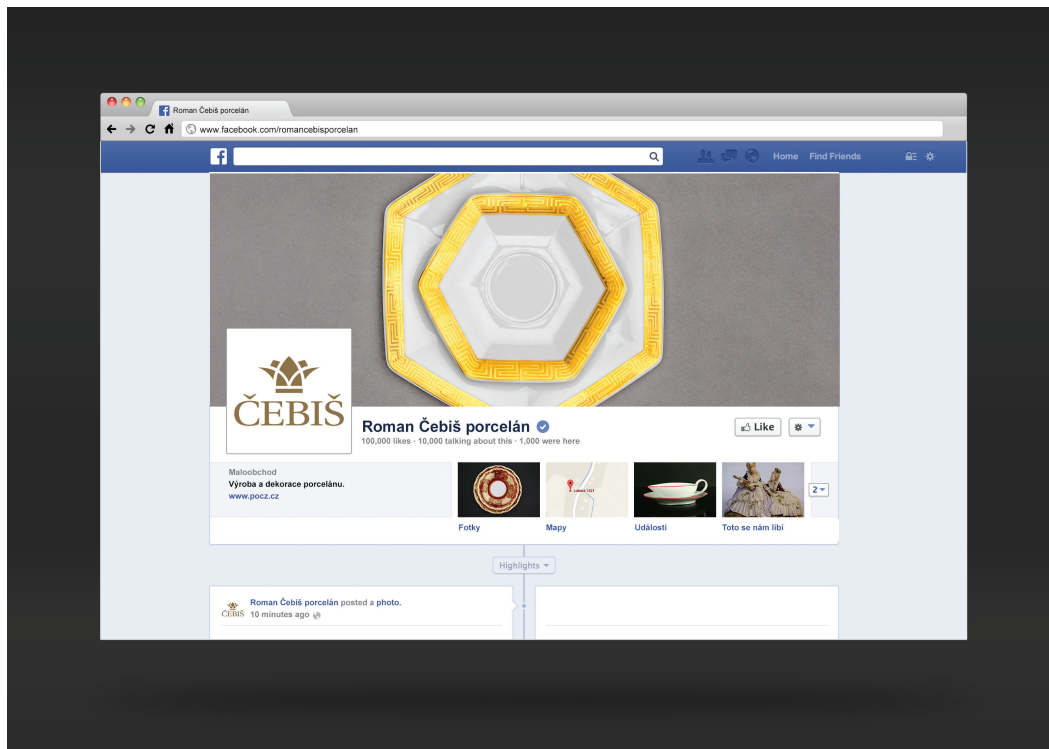 Roman Čebiš porcelán
www.facebook.com/romancebisporcelan
Home Find Friends
ČEBIŠ
Roman Čebiš porcelán
100,000 likes · 10,000 talking about this · 1,000 were here
Like
Maloobchod
Výroba a dekorace porcelánu.
www.pocz.cz
2
Fotky Mapy Události Toto se nám líbí
Highlights
ČEBIŠ
Roman Čebiš porcelán posted a photo.
10 minutes ago